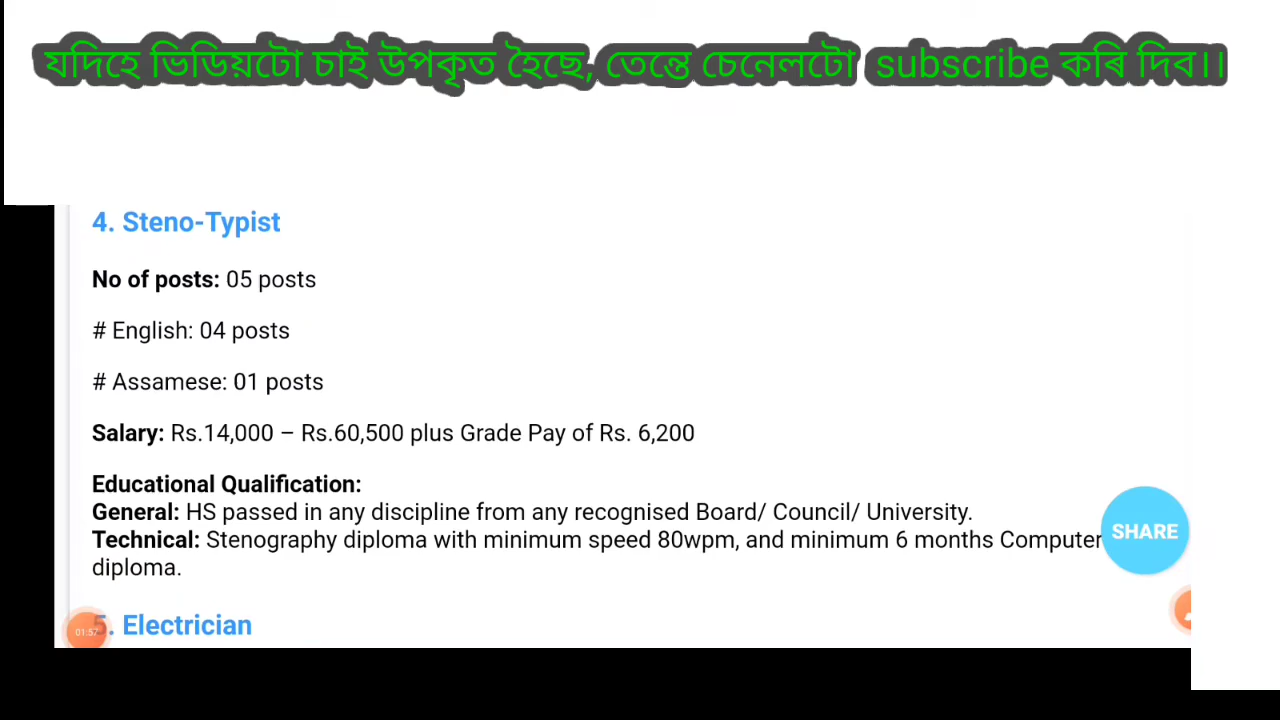 যদিহে ভিডিয়টো চাই উপকৃত হৈছে, তেন্তে চেনেলটো subscribe কৰি দিব।।
4. Steno-Typist
No of posts: 05 posts
# English: 04 posts
# Assamese: 01 posts
Salary: Rs.14,000 – Rs.60,500 plus Grade Pay of Rs. 6,200
Educational Qualification:
General: HS passed in any discipline from any recognised Board/ Council/ University.
Technical: Stenography diploma with minimum speed 80wpm, and minimum 6 months Computer
diploma.
SHARE
5. Electrician
01:57